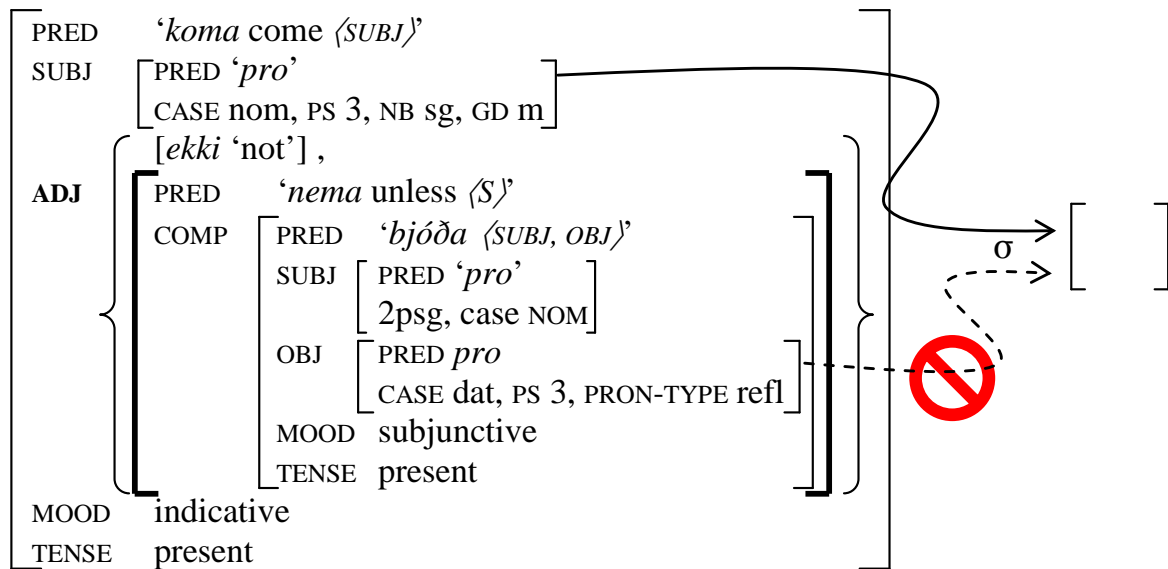 PRED ‘koma come ⟨SUBJ⟩’
SUBJ PRED ‘pro’
CASE nom, PS 3, NB sg, GD m
[ekki ‘not’] ,
ADJ PRED ‘nema unless ⟨S⟩’
COMP PRED ‘bjóða ⟨SUBJ, OBJ⟩’
SUBJ PRED ‘pro’
2psg, case NOM
OBJ PRED pro
CASE dat, PS 3, PRON-TYPE refl
MOOD subjunctive
TENSE present
MOOD indicative
TENSE present
σ